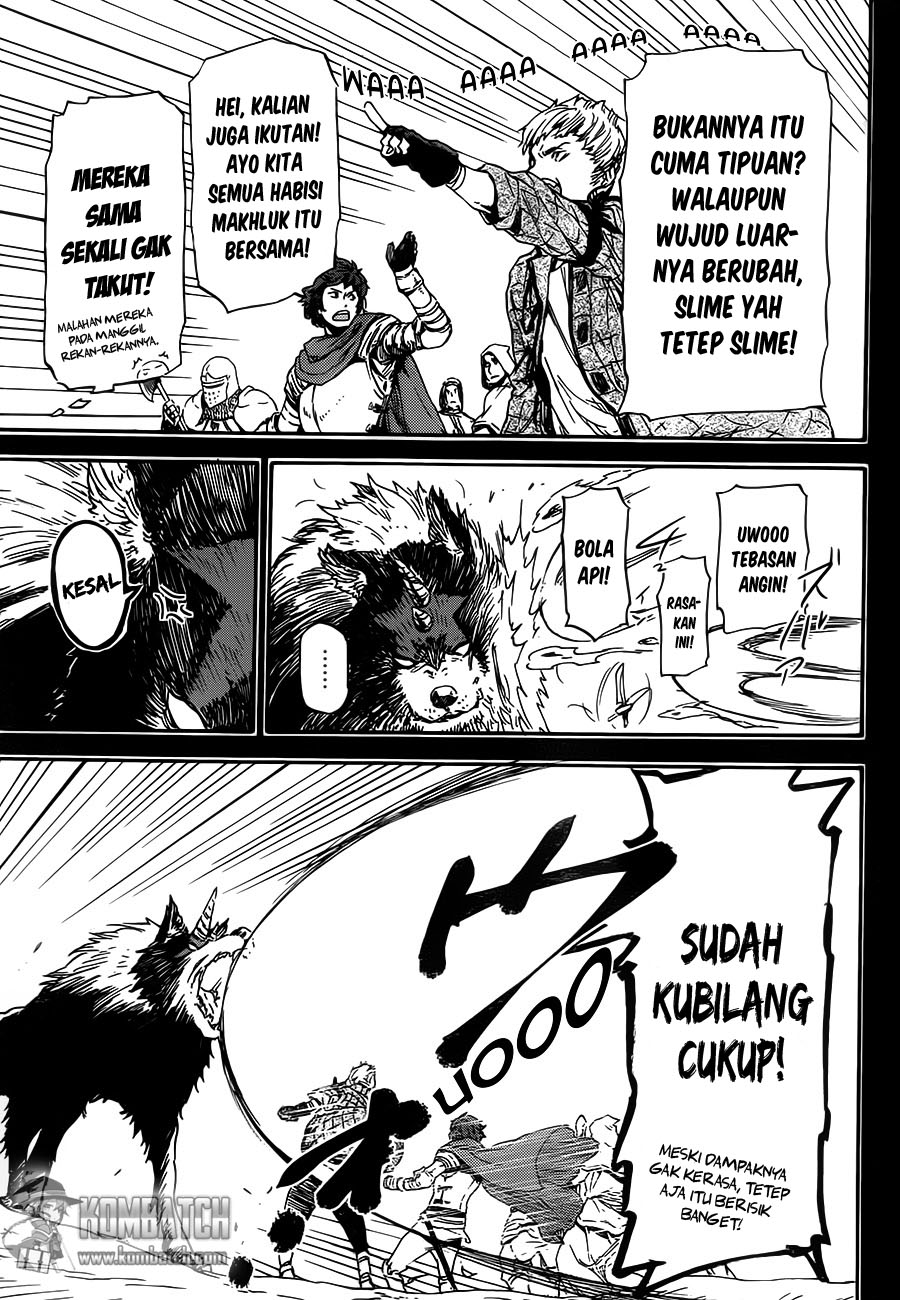 BUKANNYA ITU
CUMA TIPUAN?
WALAUPUN
WUJUD LUAR-
NYA BERUBAH,
SLIME YAH
TETEP SLIME!
WAAA AAAA AAAA AAAA
HEI, KALIAN
JUGA IKUTAN!
AYO KITA
SEMUA HABISI
MAKHLUK ITU
BERSAMA!
MEREKA
SAMA
SEKALI GAK
TAKUT!
MALAHAN MEREKA
PADA MANGGIL
REKAN-REKANNYA.
UWOOO
TEBASAN
ANGIN!
RASA-
KAN
INI!
BOLA
API!
......
KESAL
SUDAH
KUBILANG
CUKUP!
MESKI DAMPAKNYA
GAK KERASA, TETEP
AJA ITU BERISIK
BANGET!
UOOO
KOMBATCH
www.kombatch.com